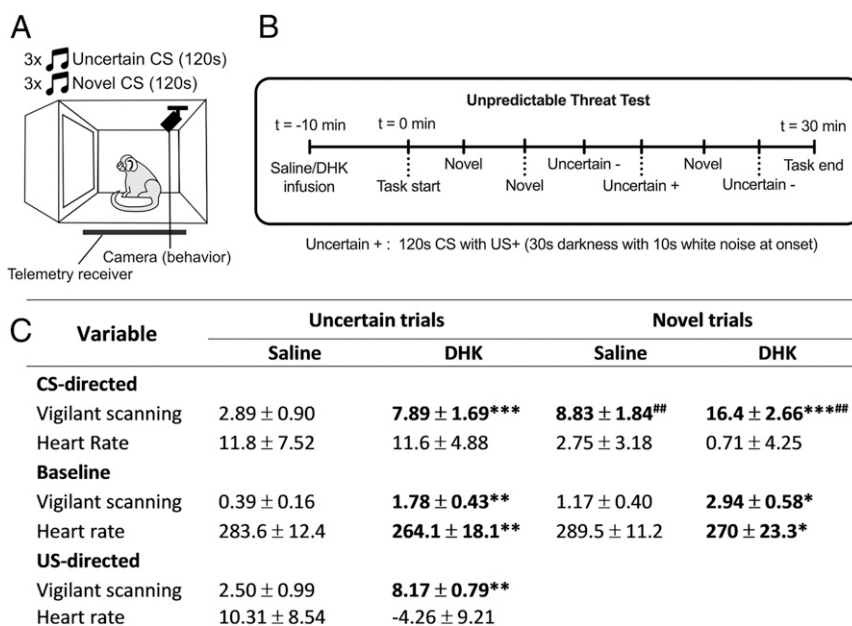 A
3x Uncertain CS (120s)
3x Novel CS (120s)
Camera (behavior)
Telemetry receiver
B
Unpredictable Threat Test
t = -10 min
t = 0 min
t = 30 min
Saline/DHK
infusion
Task start
Novel
Novel
Uncertain -
Uncertain +
Novel
Uncertain -
Task end
Uncertain + : 120s CS with US+ (30s darkness with 10s white noise at onset)
C
Variable Uncertain trials Novel trials
Saline DHK Saline DHK
CS-directed
Vigilant scanning 2.89 ± 0.90 7.89 ± 1.69*** 8.83 ± 1.84## 16.4 ± 2.66***##
Heart Rate 11.8 ± 7.52 11.6 ± 4.88 2.75 ± 3.18 0.71 ± 4.25
Baseline
Vigilant scanning 0.39 ± 0.16 1.78 ± 0.43** 1.17 ± 0.40 2.94 ± 0.58*
Heart rate 283.6 ± 12.4 264.1 ± 18.1** 289.5 ± 11.2 270 ± 23.3*
US-directed
Vigilant scanning 2.50 ± 0.99 8.17 ± 0.79**
Heart rate 10.31 ± 8.54 -4.26 ± 9.21